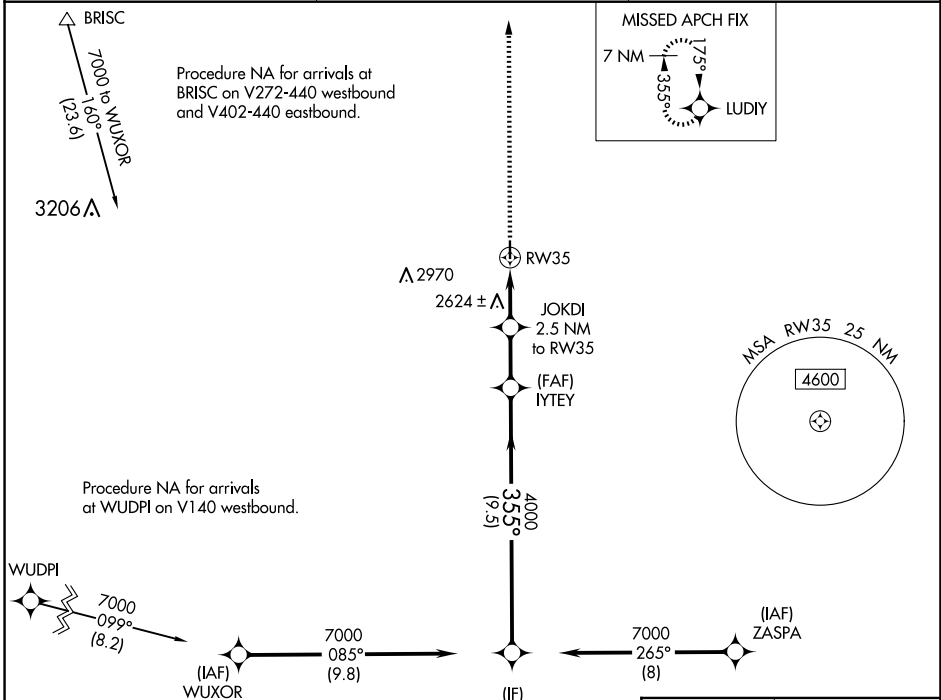 BRISC
7000 to WUXOR
160°
(23.6)
Procedure NA for arrivals at
BRISC on V272-440 westbound
and V402-440 eastbound.
MISSED APCH FIX
7 NM
355°
175°
LUDIY
3206
RW35
2970
2624 ±
JOKDI
2.5 NM
to RW35
(FAF)
IYTEY
MSA RW35 25 NM
4600
4000
355°
(9.5)
Procedure NA for arrivals
at WUDPI on V140 westbound.
WUDPI
7000
099°
(8.2)
(IAF)
WUXOR
7000
085°
(9.8)
(IF)
7000
265°
(8)
(IAF)
ZASPA